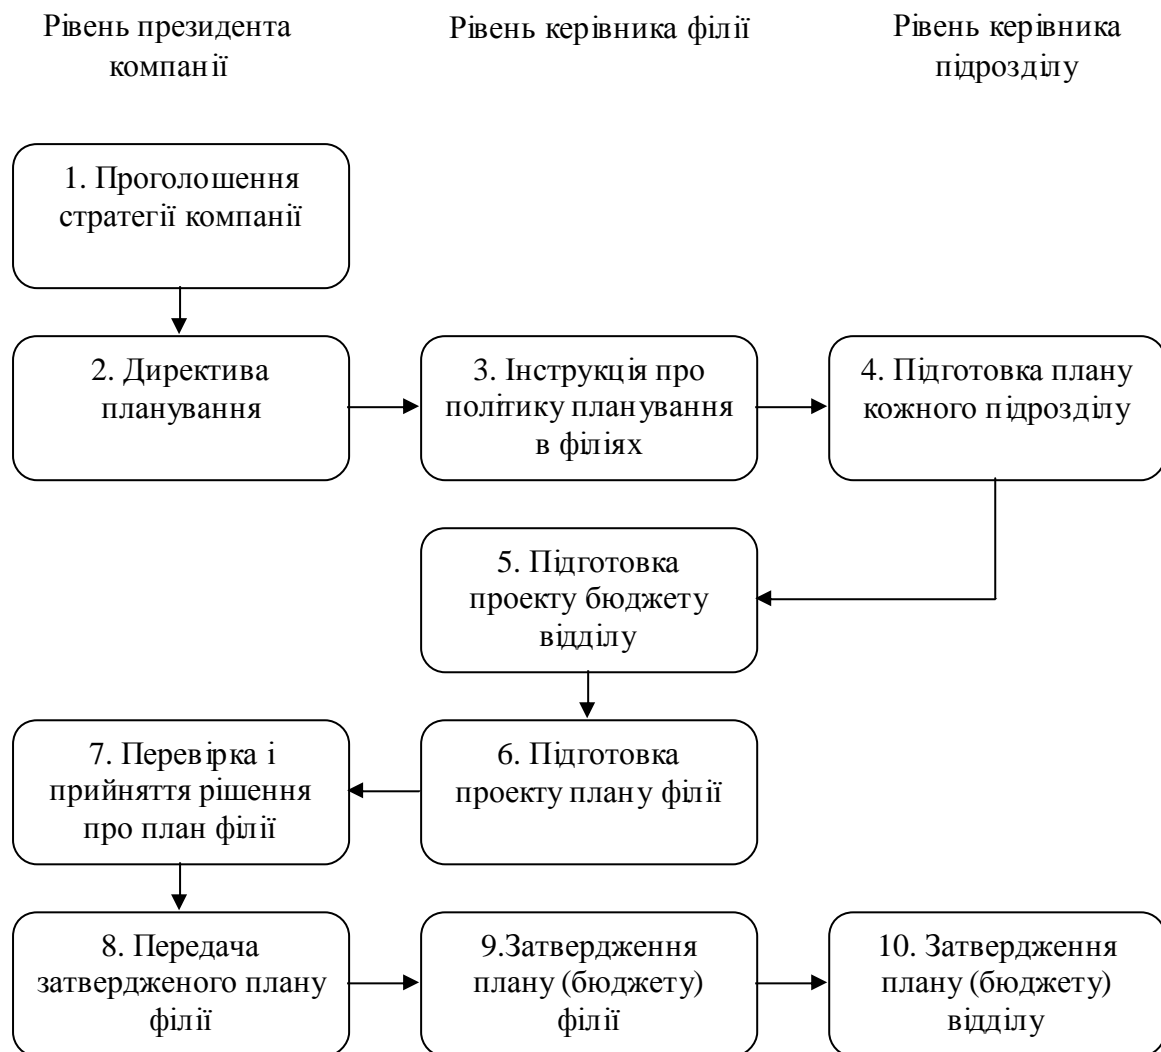 Рівень президента
компанії
Рівень керівника філії
Рівень керівника
підрозділу
1. Проголошення
стратегії компанії
2. Директива
планування
3. Інструкція про
політику планування
в філіях
4. Підготовка плану
кожного підрозділу
5. Підготовка
проекту бюджету
відділу
7. Перевірка і
прийняття рішення
про план філії
6. Підготовка
проекту плану філії
8. Передача
затвердженого плану
філії
9.Затвердження
плану (бюджету)
філії
10. Затвердження
плану (бюджету)
відділу